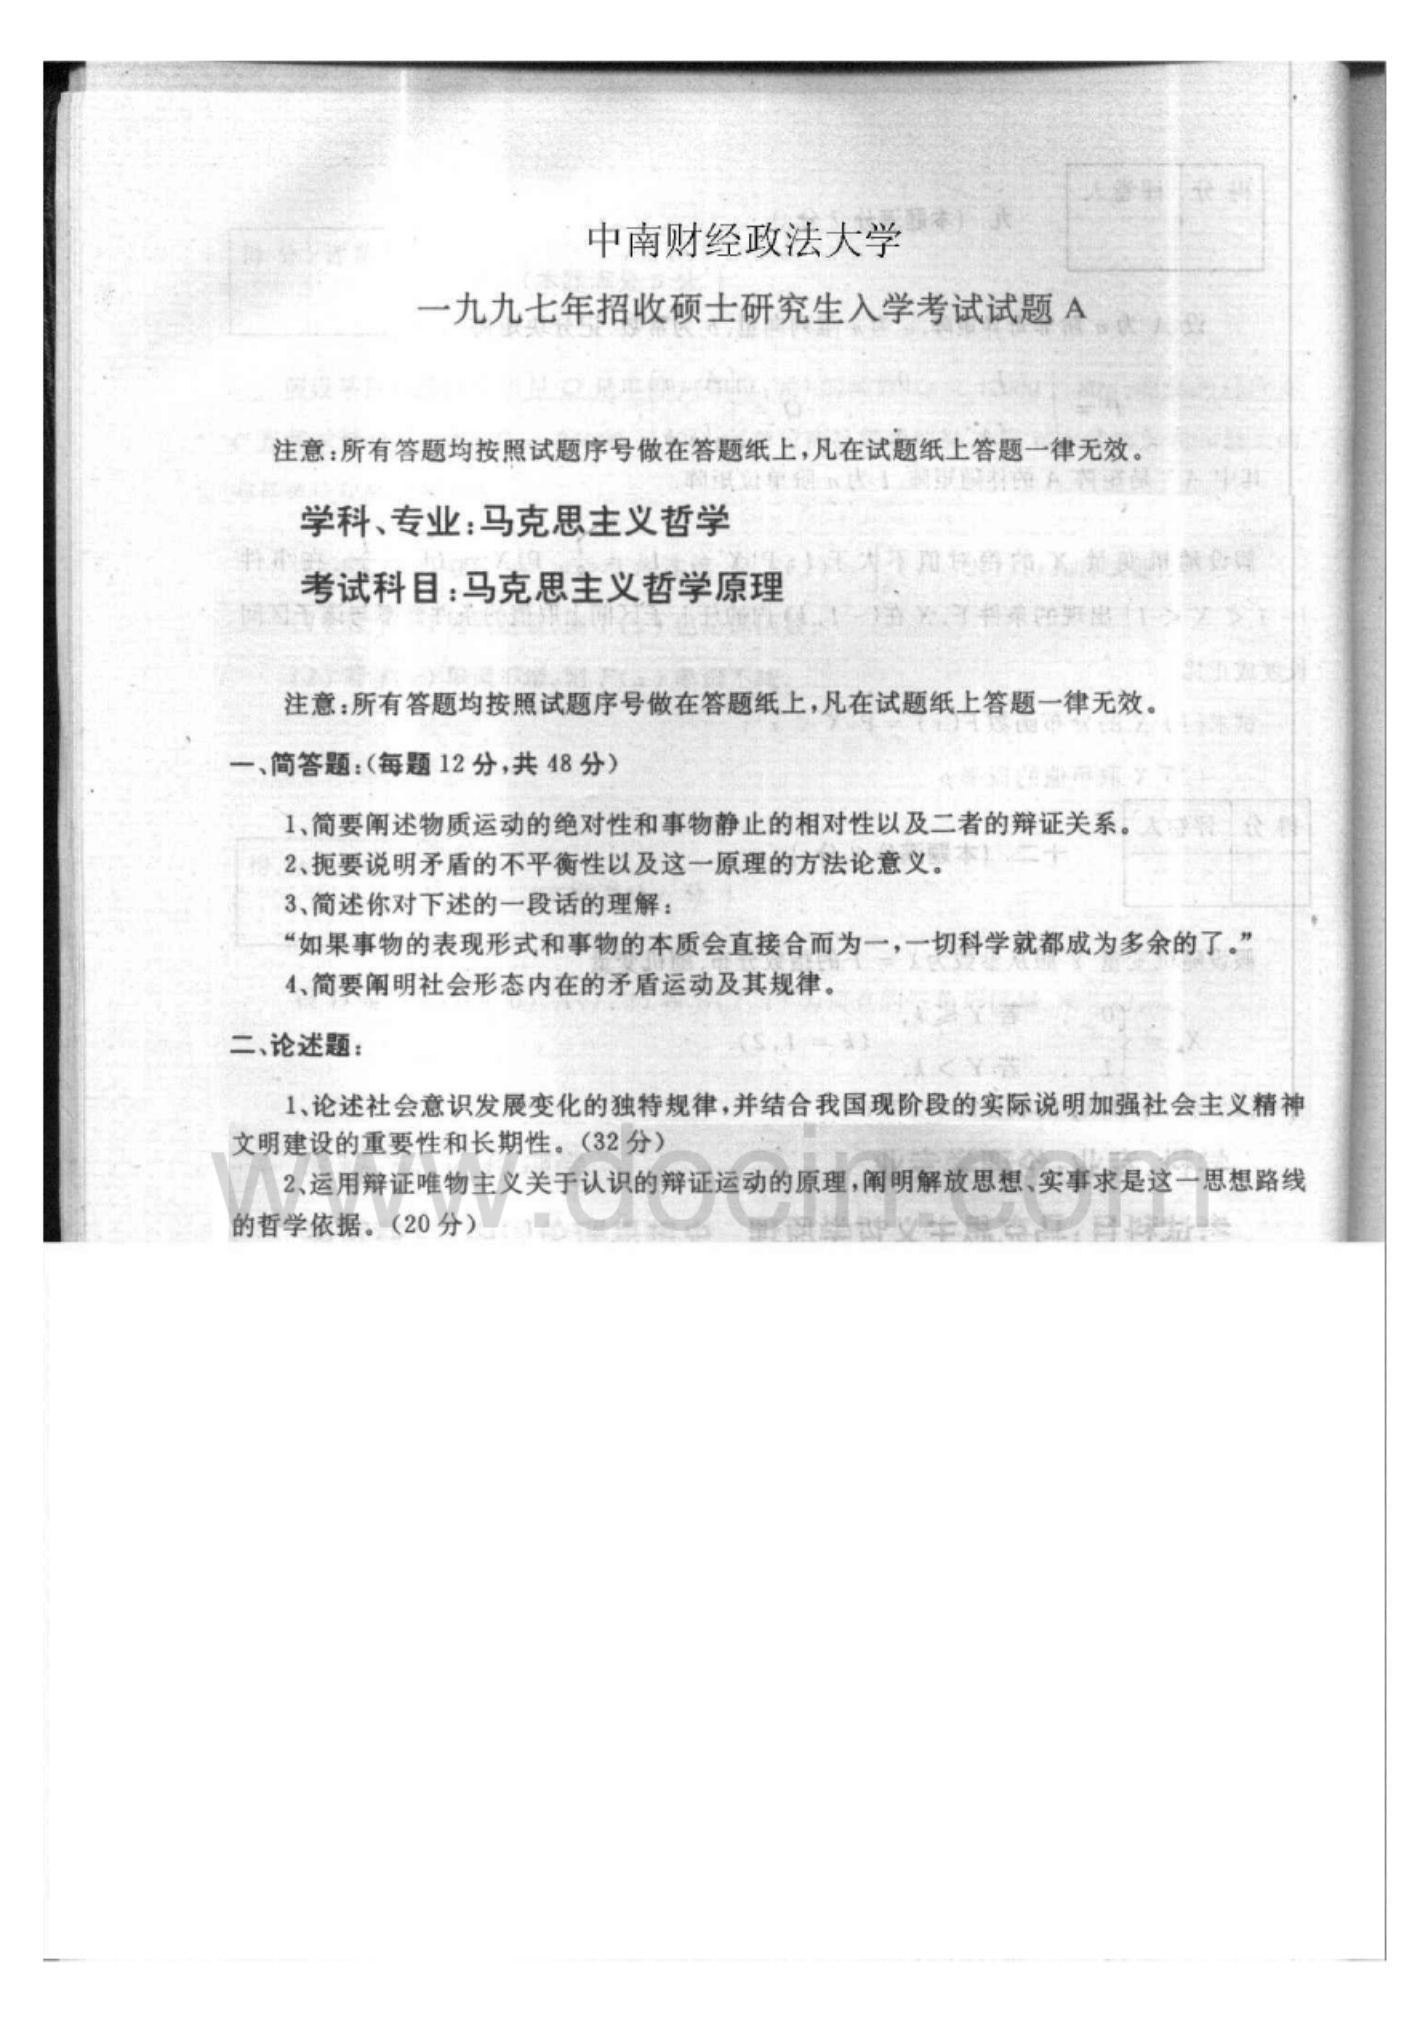 中南财经政法大学
一九九七年招收硕士研究生入学考试试题 A
注意:所有答题均按照试题序号做在答题纸上,凡在试题纸上答题一律无效。
学科、专业:马克思主义哲学
考试科目:马克思主义哲学原理
注意:所有答题均按照试题序号做在答题纸上,凡在试题纸上答题一律无效。
一、简答题:(每题 12 分,共 48 分)
1、简要阐述物质运动的绝对性和事物静止的相对性以及二者的辩证关系。
2、扼要说明矛盾的不平衡性以及这一原理的方法论意义。
3、简述你对下述的一段话的理解:
“如果事物的表现形式和事物的本质会直接合而为一,一切科学就都成为多余的了。”
4、简要阐明社会形态内在的矛盾运动及其规律。
二、论述题:
1、论述社会意识发展变化的独特规律,并结合我国现阶段的实际说明加强社会主义精神
文明建设的重要性和长期性。(32 分)
www.docin.com
2、运用辩证唯物主义关于认识的辩证运动的原理,阐明解放思想、实事求是这一思想路线
的哲学依据。(20 分)